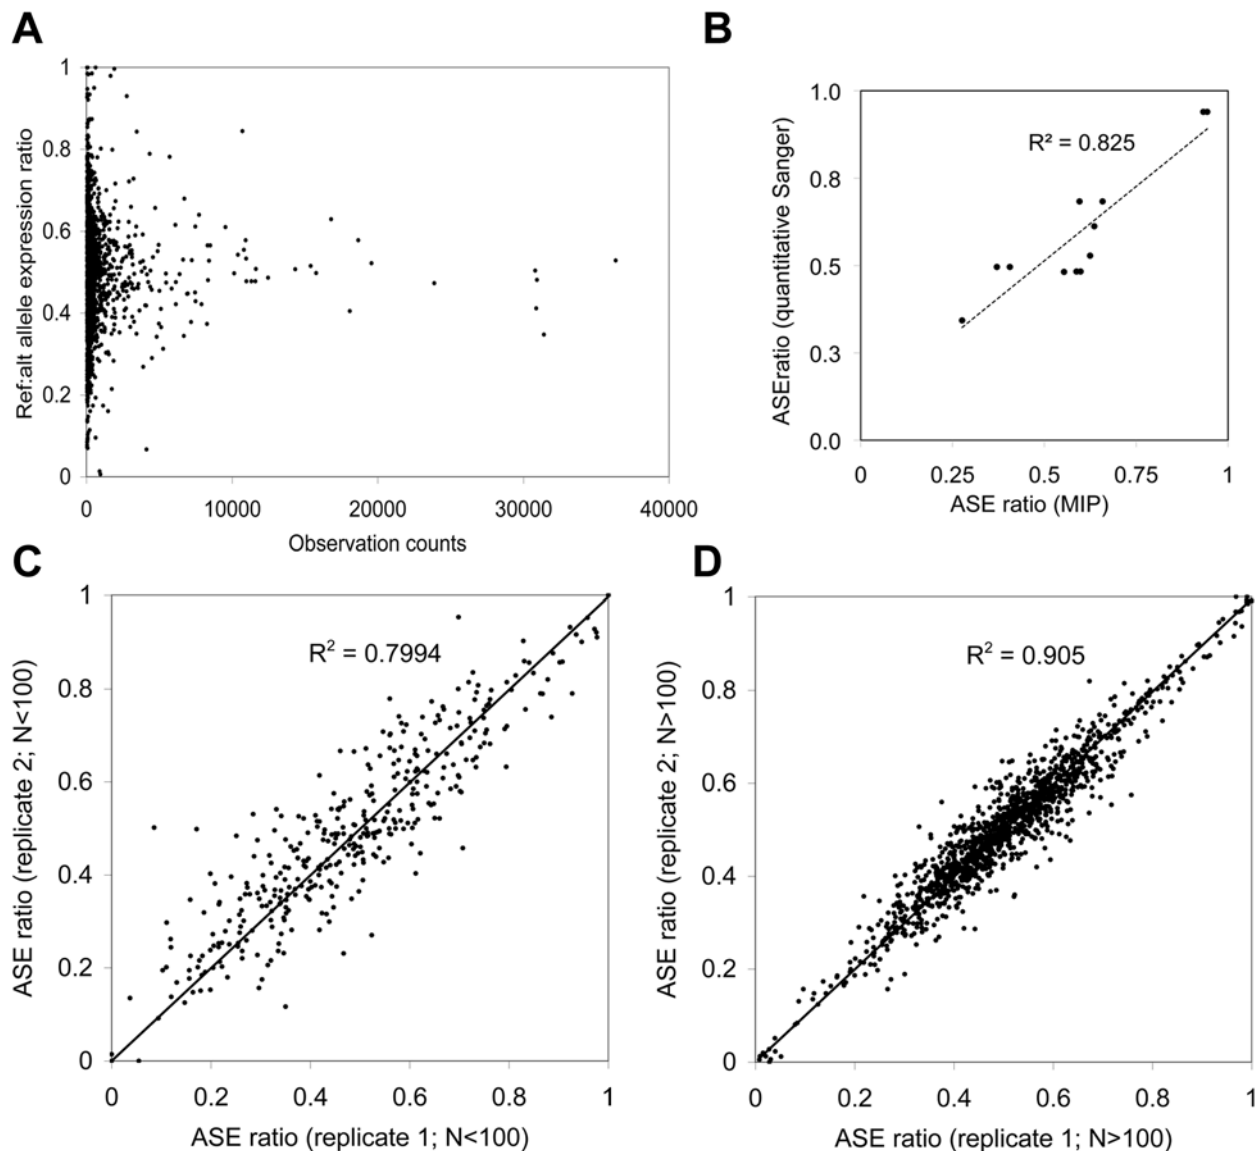 A
Ref:alt allele expression ratio
1
0.8
0.6
0.4
0.2
0
0 10000 20000 30000 40000
Observation counts
B
ASEratio (quantitative Sanger)
1.0
0.8
0.5
0.3
0.0
R² = 0.825
0 0.25 0.5 0.75 1
ASE ratio (MIP)
C
ASE ratio (replicate 2; N<100)
1
0.8
0.6
0.4
0.2
0
R² = 0.7994
0 0.2 0.4 0.6 0.8 1
ASE ratio (replicate 1; N<100)
D
ASE ratio (replicate 2; N>100)
1
0.8
0.6
0.4
0.2
0
R² = 0.905
0 0.2 0.4 0.6 0.8 1
ASE ratio (replicate 1; N>100)